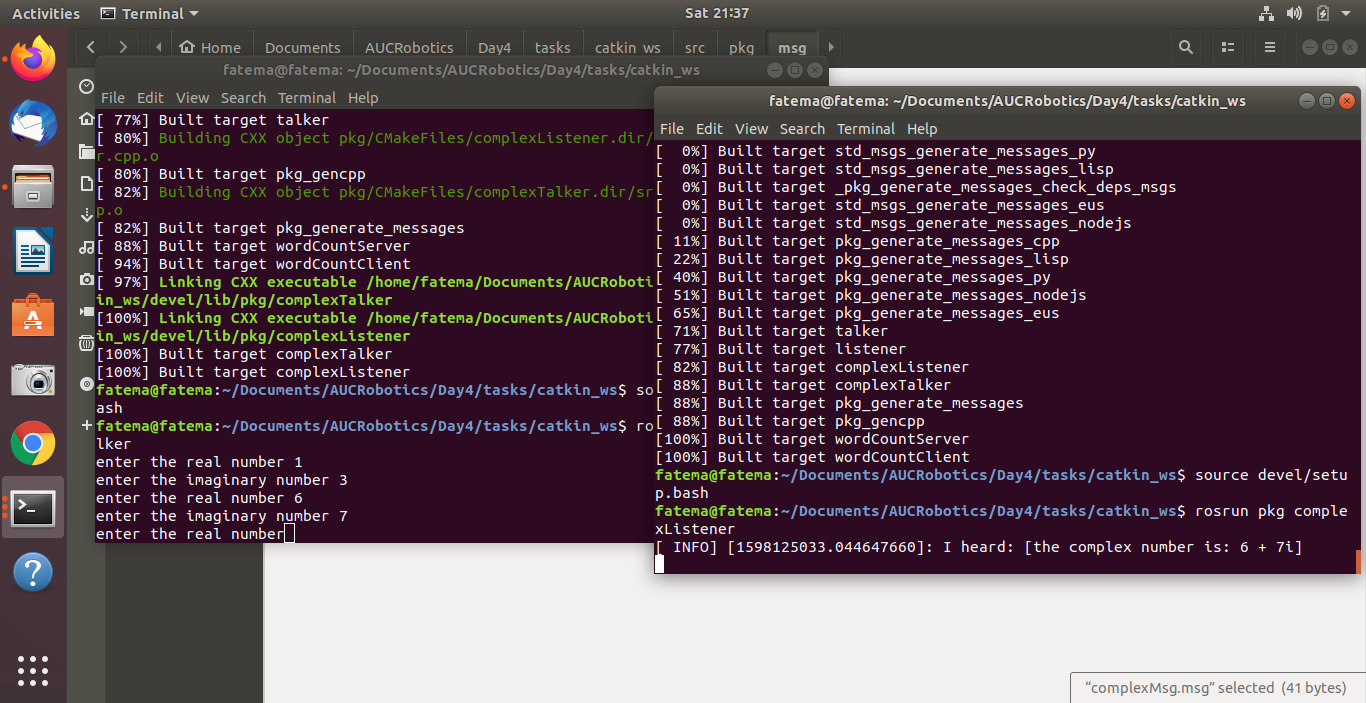 Activities Terminal Sat 21:37
Home Documents AUCRobotics Day4 tasks catkin_ws src pkg msg
fatema@fatema: ~/Documents/AUCRobotics/Day4/tasks/catkin_ws
File Edit View Search Terminal Help
[ 77%] Built target talker
[ 80%] Building CXX object pkg/CMakeFiles/complexListener.dir/
r.cpp.o
[ 80%] Built target pkg_gencpp
[ 82%] Building CXX object pkg/CMakeFiles/complexTalker.dir/sr
p.o
[ 82%] Built target pkg_generate_messages
[ 88%] Built target wordCountServer
[ 94%] Built target wordCountClient
[ 97%] Linking CXX executable /home/fatema/Documents/AUCRoboti
in_ws/devel/lib/pkg/complexTalker
[100%] Linking CXX executable /home/fatema/Documents/AUCRoboti
in_ws/devel/lib/pkg/complexListener
[100%] Built target complexTalker
[100%] Built target complexListener
fatema@fatema:~/Documents/AUCRobotics/Day4/tasks/catkin_ws$ so
ash
fatema@fatema:~/Documents/AUCRobotics/Day4/tasks/catkin_ws$ ro
lker
enter the real number 1
enter the imaginary number 3
enter the real number 6
enter the imaginary number 7
enter the real number
fatema@fatema: ~/Documents/AUCRobotics/Day4/tasks/catkin_ws
File Edit View Search Terminal Help
[  0%] Built target std_msgs_generate_messages_py
[  0%] Built target std_msgs_generate_messages_lisp
[  0%] Built target _pkg_generate_messages_check_deps_msgs
[  0%] Built target std_msgs_generate_messages_eus
[  0%] Built target std_msgs_generate_messages_nodejs
[ 11%] Built target pkg_generate_messages_cpp
[ 22%] Built target pkg_generate_messages_lisp
[ 40%] Built target pkg_generate_messages_py
[ 51%] Built target pkg_generate_messages_nodejs
[ 65%] Built target pkg_generate_messages_eus
[ 71%] Built target talker
[ 77%] Built target listener
[ 82%] Built target complexListener
[ 88%] Built target complexTalker
[ 88%] Built target pkg_generate_messages
[ 88%] Built target pkg_gencpp
[100%] Built target wordCountServer
[100%] Built target wordCountClient
fatema@fatema:~/Documents/AUCRobotics/Day4/tasks/catkin_ws$ source devel/setu
p.bash
fatema@fatema:~/Documents/AUCRobotics/Day4/tasks/catkin_ws$ rosrun pkg comple
xListener
[ INFO] [1598125033.044647660]: I heard: [the complex number is: 6 + 7i]
“complexMsg.msg” selected (41 bytes)